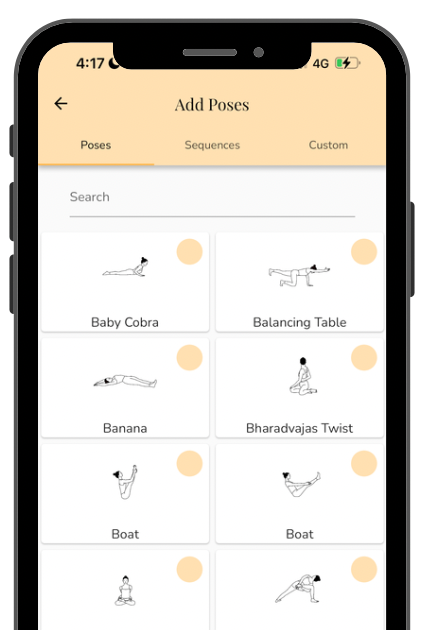 4:17 4G
Add Poses
Poses Sequences Custom
Search
Baby Cobra Balancing Table
Banana Bharadvajas Twist
Boat Boat